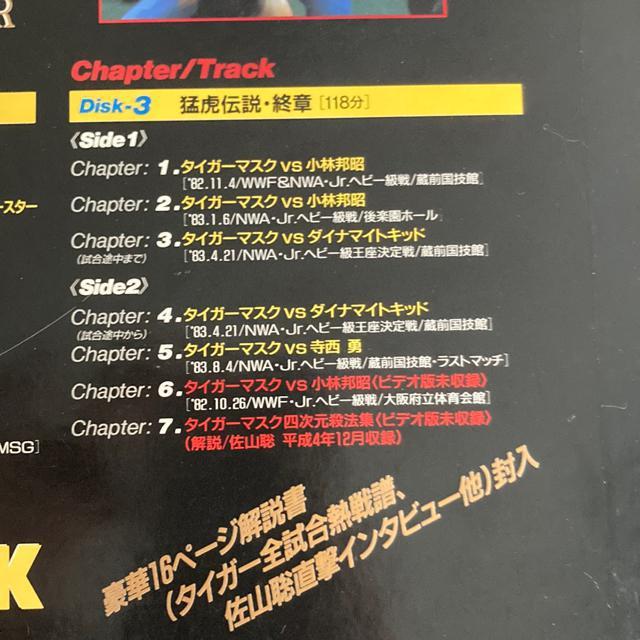 R
Chapter/Track
Disk-3 猛虎伝説・終章[118分]
《Side1》
Chapter: 1.タイガーマスク vs 小林邦昭
['82.11.4/WWF&NWA・Jr.ヘビー級戦/蔵前国技館]
ースター
Chapter: 2.タイガーマスク vs 小林邦昭
['83.1.6/NWA・Jr.ヘビー級戦/後楽園ホール]
Chapter: 3.タイガーマスク vs ダイナマイトキッド
(試合途中まで) ['83.4.21/NWA・Jr.ヘビー級王座決定戦/蔵前国技館]
《Side2》
Chapter: 4.タイガーマスク vs ダイナマイトキッド
(試合途中から) ['83.4.21/NWA・Jr.ヘビー級王座決定戦/蔵前国技館]
Chapter: 5.タイガーマスク vs 寺西 勇
['83.8.4/NWA・Jr.ヘビー級戦/蔵前国技館・ラストマッチ]
Chapter: 6.タイガーマスク vs 小林邦昭〈ビデオ版未収録〉
['82.10.26/WWF・Jr.ヘビー級戦/大阪府立体育会館]
Chapter: 7.タイガーマスク四次元殺法集〈ビデオ版未収録〉
(解説/佐山聡 平成4年12月収録)
MSG]
豪華16ページ解説書
(タイガー全試合熱戦譜、
佐山聡直撃インタビュー他)封入
K